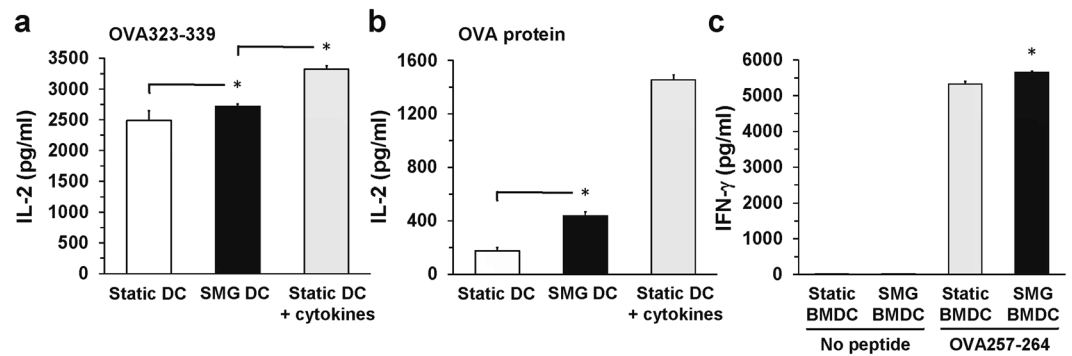 a
OVA323-339
IL-2 (pg/ml)
3500
3000
2500
2000
1500
1000
500
0
*
*
Static DC
SMG DC
Static DC
+ cytokines
b
OVA protein
IL-2 (pg/ml)
1600
1200
800
400
0
*
Static DC
SMG DC
Static DC
+ cytokines
c
IFN-γ (pg/ml)
6000
5000
4000
3000
2000
1000
0
*
Static
BMDC
SMG
BMDC
Static
BMDC
SMG
BMDC
No peptide
OVA257-264